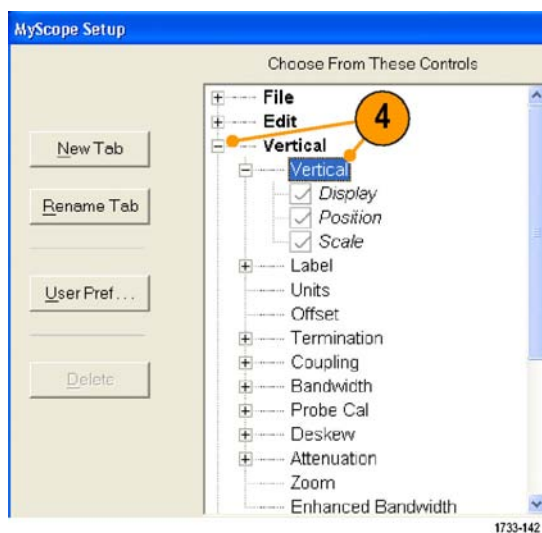 MyScope Setup
Choose From These Controls
File
Edit
4
Vertical
Vertical
Display
Position
Scale
Label
Units
Offset
Termination
Coupling
Bandwidth
Probe Cal
Deskew
Attenuation
Zoom
Enhanced Bandwidth
New Tab
Rename Tab
User Pref...
Delete
1733-142